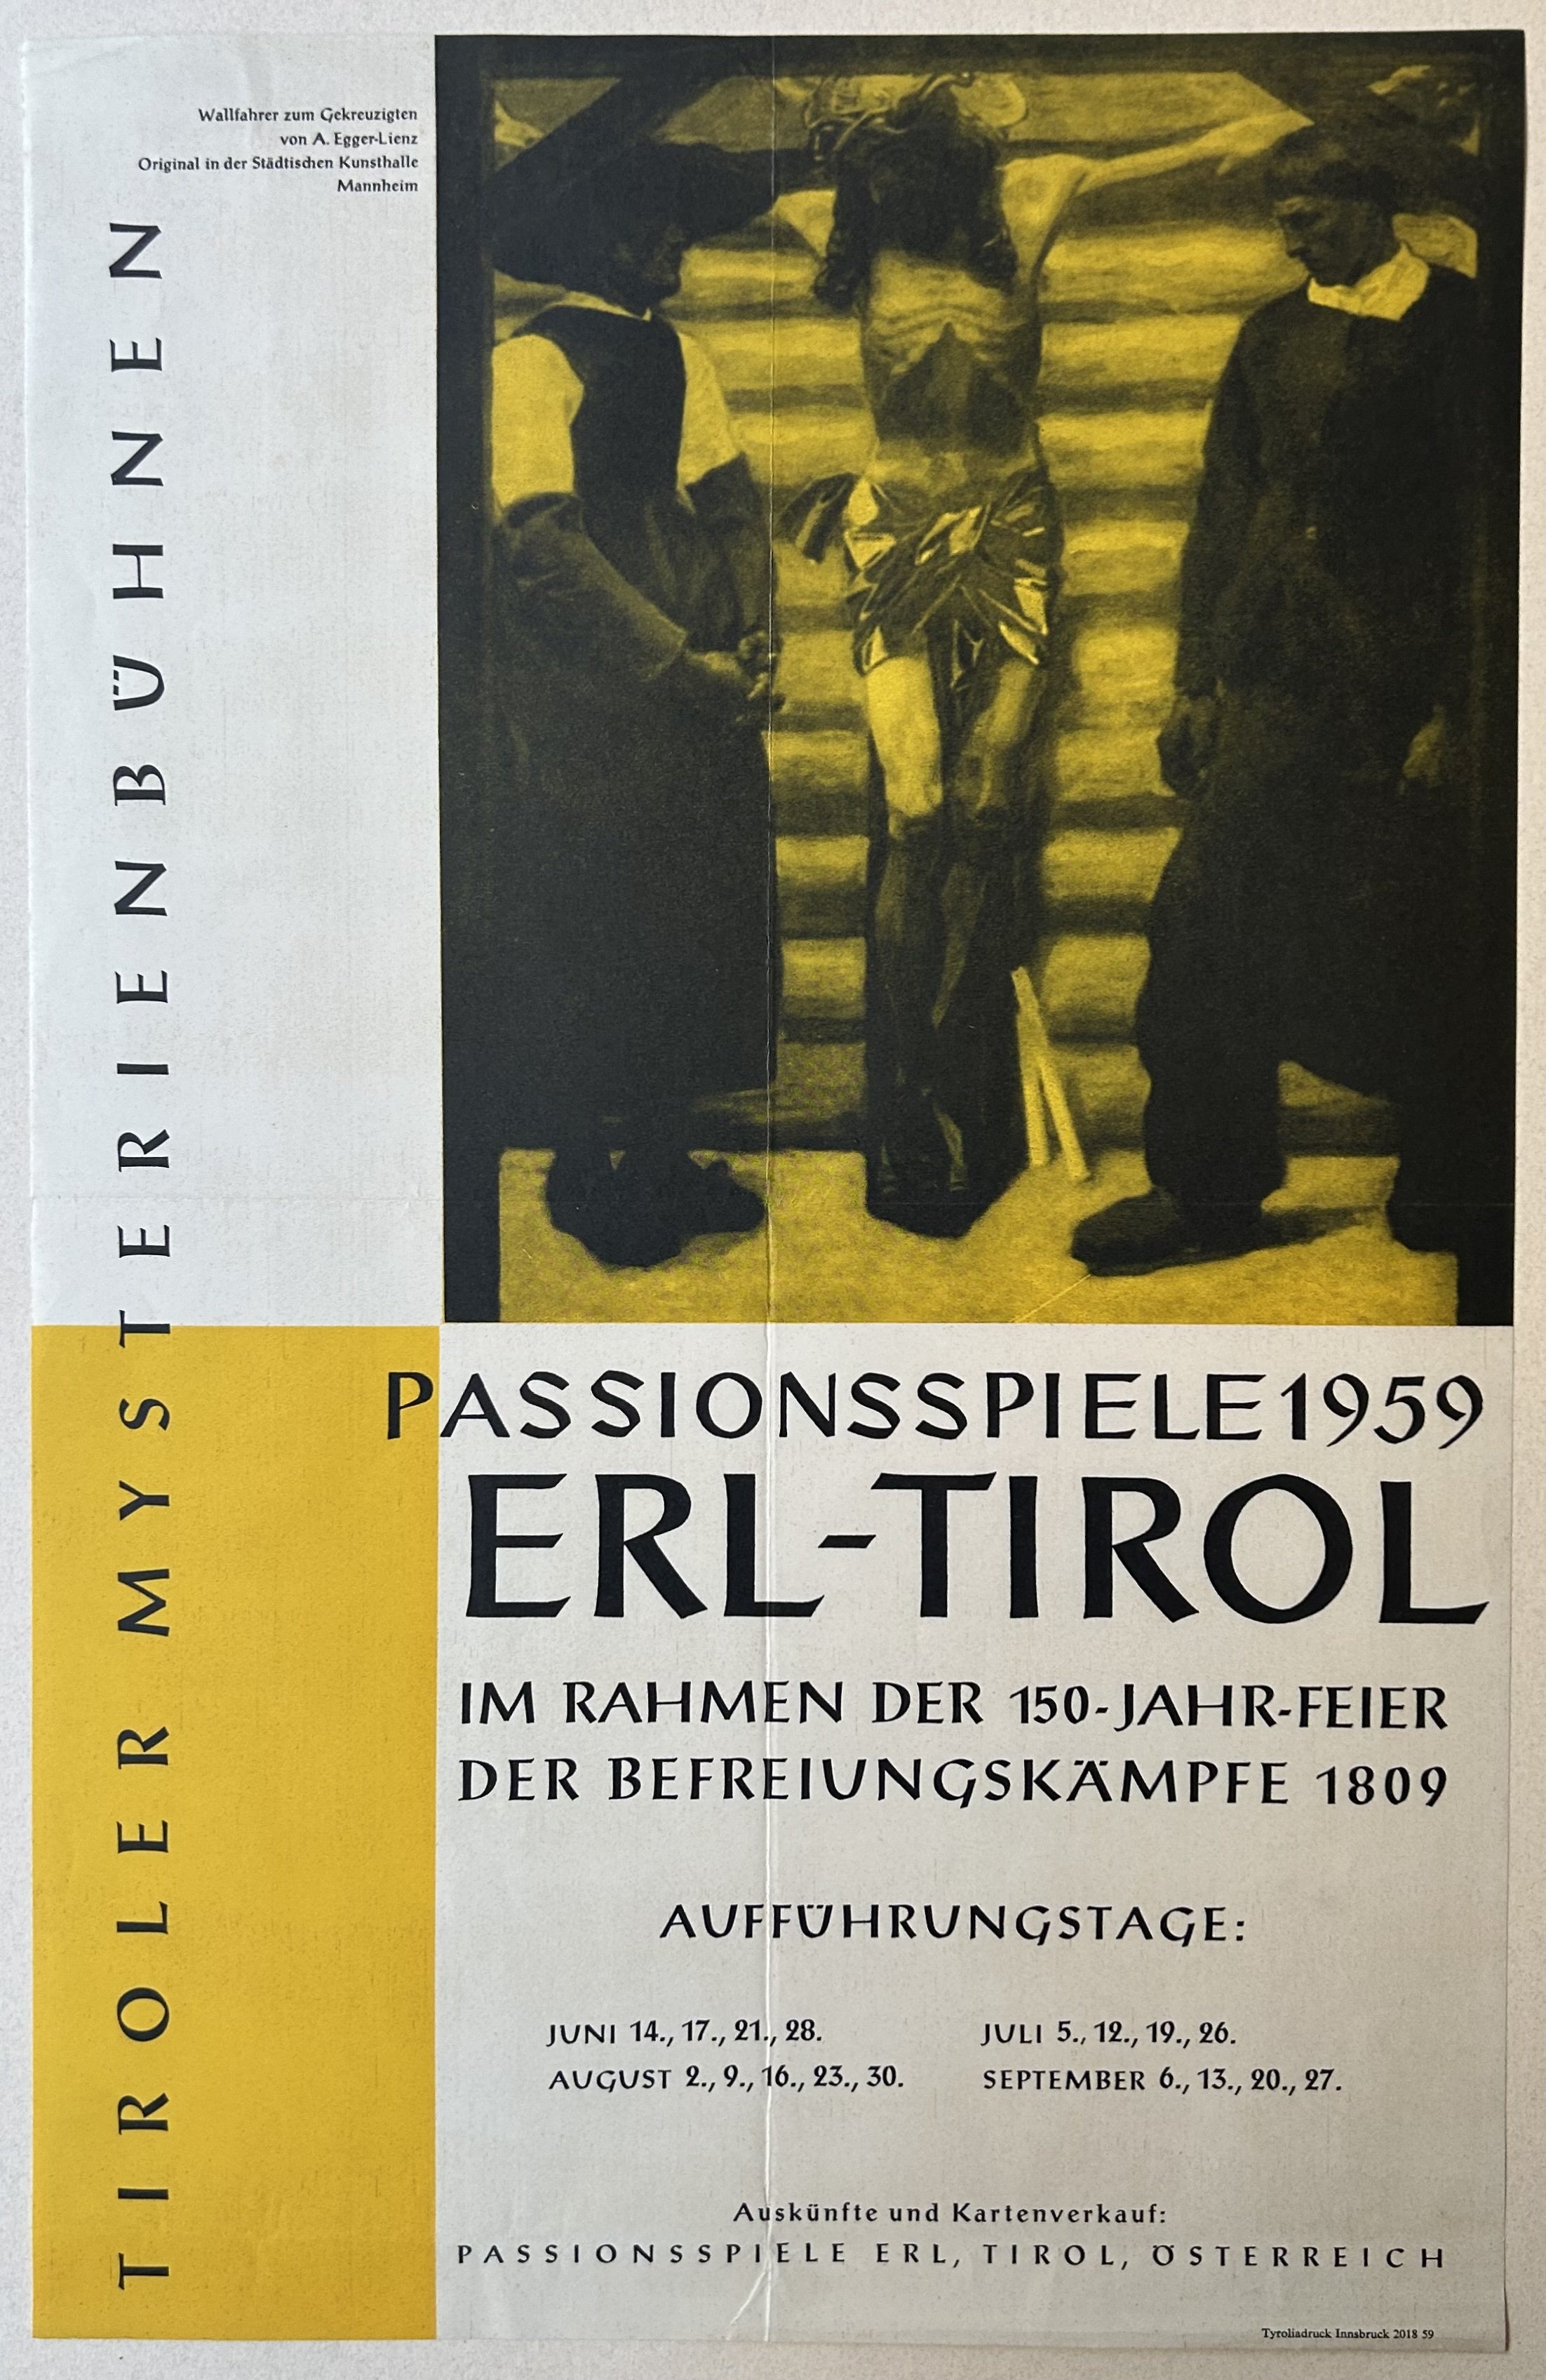 Wallfahrer zum Gekreuzigten
von A. Egger-Lienz
Original in der Städtischen Kunsthalle
Mannheim
TIROLER MYSTERIENBÜHNEN
PASSIONSSPIELE 1959
ERL-TIROL
IM RAHMEN DER 150-JAHR-FEIER
DER BEFREIUNGSKÄMPFE 1809
AUFFÜHRUNGSTAGE:
JUNI 14., 17., 21., 28. JULI 5., 12., 19., 26.
AUGUST 2., 9., 16., 23., 30. SEPTEMBER 6., 13., 20., 27.
Auskünfte und Kartenverkauf:
PASSIONSSPIELE ERL, TIROL, ÖSTERREICH
Tyroliadruck Innsbruck 2018 59